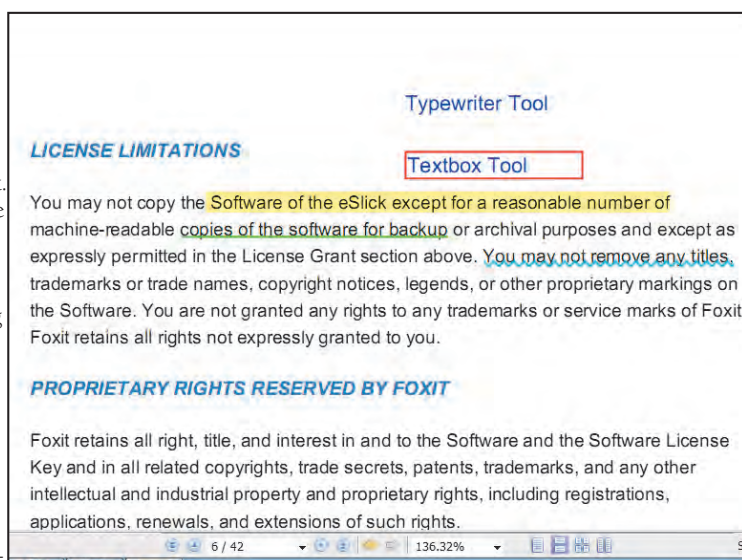 Typewriter Tool
LICENSE LIMITATIONS
Textbox Tool
You may not copy the Software of the eSlick except for a reasonable number of
machine-readable copies of the software for backup or archival purposes and except as
expressly permitted in the License Grant section above. You may not remove any titles,
trademarks or trade names, copyright notices, legends, or other proprietary markings on
the Software. You are not granted any rights to any trademarks or service marks of Foxit
Foxit retains all rights not expressly granted to you.
PROPRIETARY RIGHTS RESERVED BY FOXIT
Foxit retains all right, title, and interest in and to the Software and the Software License
Key and in all related copyrights, trade secrets, patents, trademarks, and any other
intellectual and industrial property and proprietary rights, including registrations,
applications, renewals, and extensions of such rights.
6 / 42 136.32%